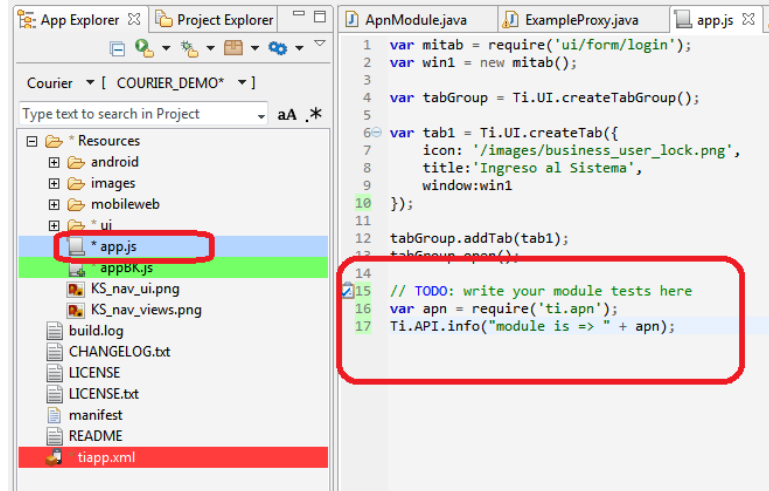 App Explorer
Project Explorer
Courier
[ COURIER_DEMO* ]
Type text to search in Project
aA .*
* Resources
android
images
mobileweb
* ui
* app.js
* appBK.js
KS_nav_ui.png
KS_nav_views.png
build.log
CHANGELOG.txt
LICENSE
LICENSE.txt
manifest
README
tiapp.xml
ApnModule.java
ExampleProxy.java
app.js
1 var mitab = require('ui/form/login');
2 var win1 = new mitab();
3
4 var tabGroup = Ti.UI.createTabGroup();
5
6 var tab1 = Ti.UI.createTab({
7 icon: '/images/business_user_lock.png',
8 title:'Ingreso al Sistema',
9 window:win1
10 });
11
12 tabGroup.addTab(tab1);
13 tabGroup.open();
14
15 // TODO: write your module tests here
16 var apn = require('ti.apn');
17 Ti.API.info("module is => " + apn);